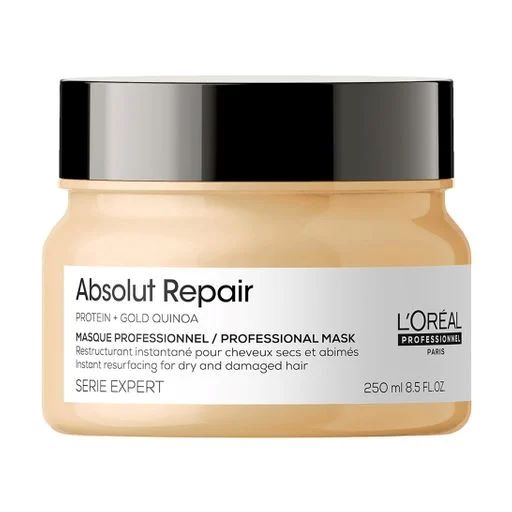 Absolut Repair
PROTEIN + GOLD QUINOA
MASQUE PROFESSIONNEL / PROFESSIONAL MASK
Restructurant instantané pour cheveux secs et abîmés
Instant resurfacing for dry and damaged hair
SERIE EXPERT
L'ORÉAL
PROFESSIONNEL
PARIS
250 ml 8.5 FL.OZ.